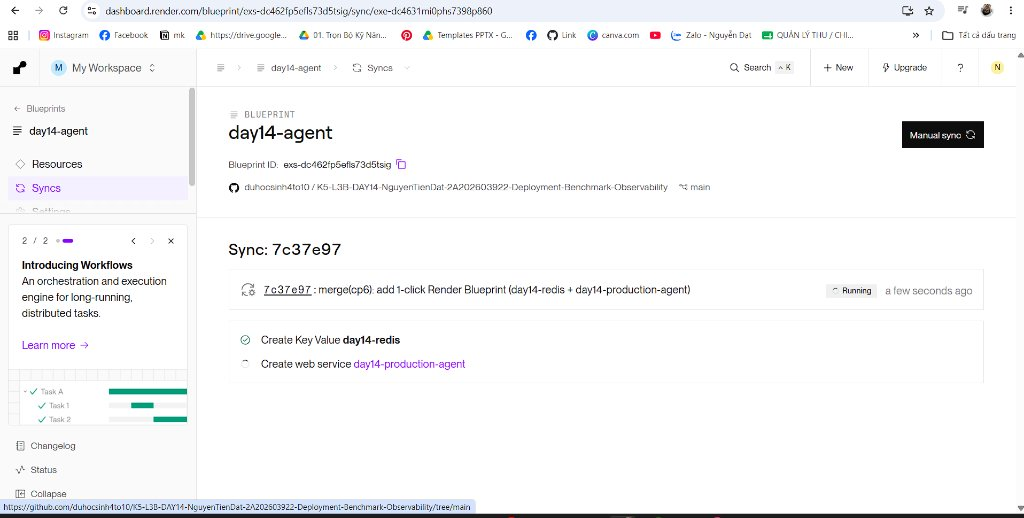 dashboard.render.com/blueprint/exs-dc462fp5efls73d5tsig/sync/exe-dc4631mi0phs7398p860
Instagram
Facebook
mk
https://drive.google...
01. Trọn Bộ Kỹ Năn...
Templates PPTX - G...
Link
canva.com
Zalo - Nguyễn Dạt
QUẢN LÝ THU / CHI...
»
Tất cả dấu trang
M My Workspace
day14-agent
Syncs
Search ^ K
+ New
Upgrade
?
N
← Blueprints
day14-agent
Resources
Syncs
Settings
2 / 2
Introducing Workflows
An orchestration and execution
engine for long-running,
distributed tasks.
Learn more →
Task A
Task 1
Task 2
Changelog
Status
Collapse
BLUEPRINT
day14-agent
Manual sync
Blueprint ID: exs-dc462fp5efls73d5tsig
duhocsinh4to10 / K5-L3B-DAY14-NguyenTienDat-2A202603922-Deployment-Benchmark-Observability main
Sync: 7c37e97
7c37e97: merge(cp6): add 1-click Render Blueprint (day14-redis + day14-production-agent)
Running
a few seconds ago
Create Key Value day14-redis
Create web service day14-production-agent
https://github.com/duhocsinh4to10/K5-L3B-DAY14-NguyenTienDat-2A202603922-Deployment-Benchmark-Observability/tree/main